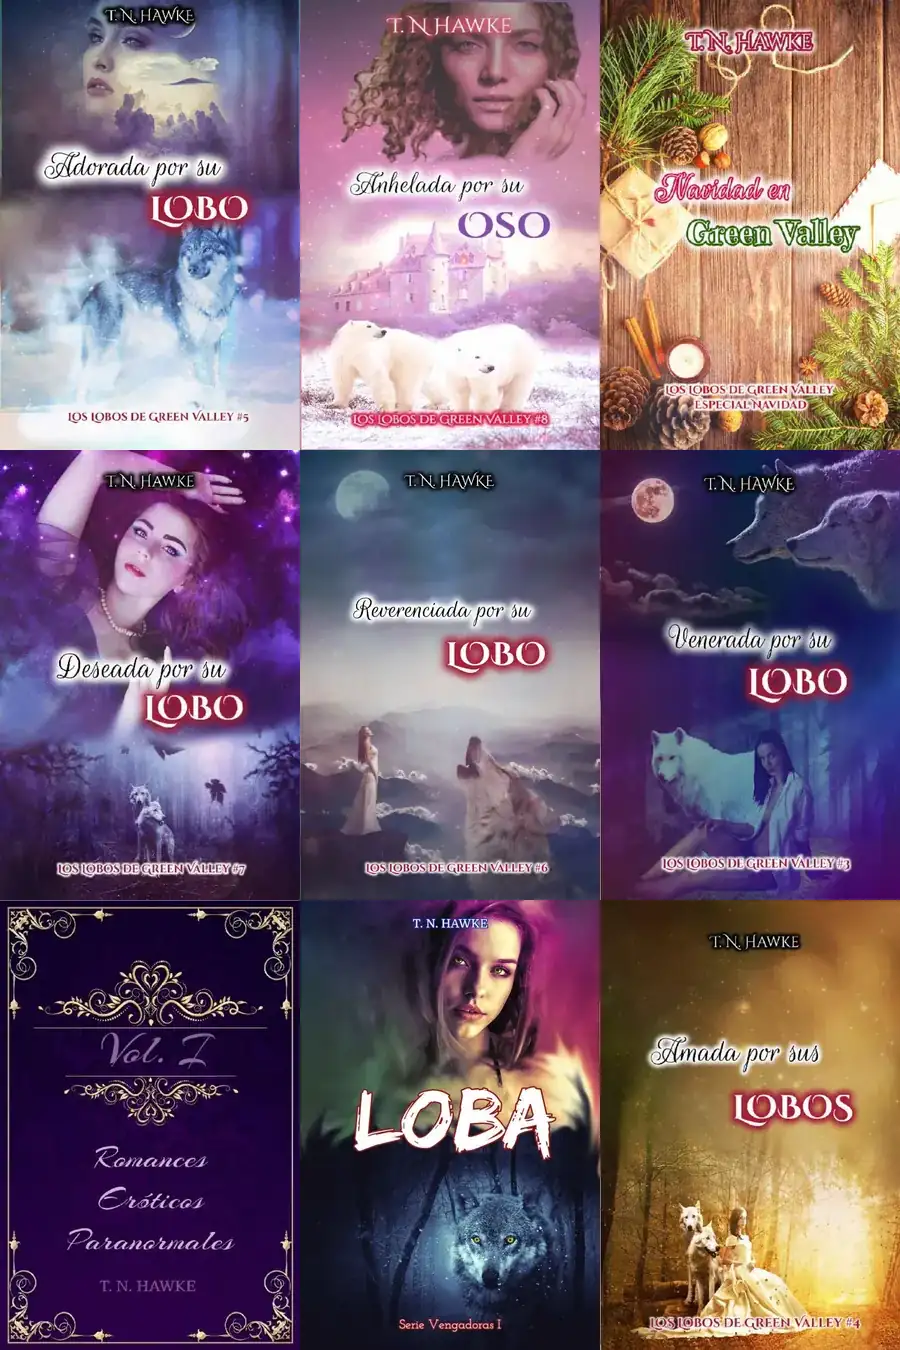 T. N. HAWKE
Adorada por su
LOBO
LOS LOBOS DE GREEN VALLEY #5
T. N HAWKE
Anhelada por su
OSO
LOS LOBOS DE GREEN VALLEY #8
T. N. HAWKE
Navidad en
Green Valley
LOS LOBOS DE GREEN VALLEY
ESPECIAL NAVIDAD
T. N. HAWKE
Deseada por su
LOBO
LOS LOBOS DE GREEN VALLEY #7
T. N. HAWKE
Reverenciada por su
LOBO
LOS LOBOS DE GREEN VALLEY #6
T. N. HAWKE
Venerada por su
LOBO
LOS LOBOS DE GREEN VALLEY #3
Vol. I
Romances
Eróticos
Paranormales
T. N. HAWKE
T. N. HAWKE
LOBA
Serie Vengadoras I
T. N. HAWKE
Amada por sus
LOBOS
LOS LOBOS DE GREEN VALLEY #4